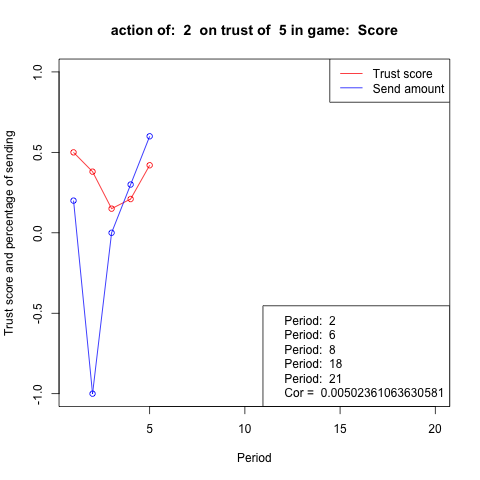 action of:  2  on trust of  5 in game:  Score
Trust score
Send amount
1.0
0.5
0.0
-0.5
-1.0
Trust score and percentage of sending
Period:  2
Period:  6
Period:  8
Period:  18
Period:  21
Cor =  0.00502361063630581
5
10
15
20
Period